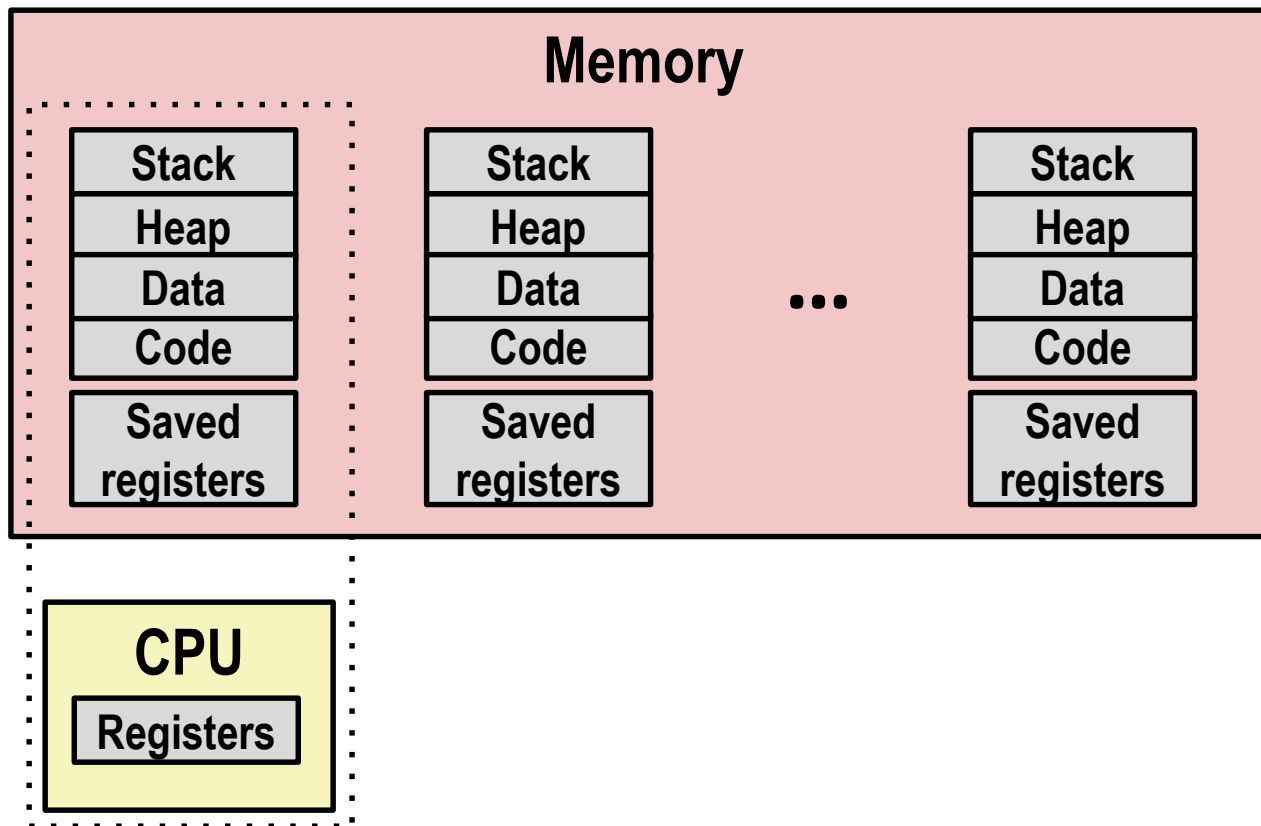 Memory
Stack
Heap
Data
Code
Saved
registers
Stack
Heap
Data
Code
Saved
registers
...
Stack
Heap
Data
Code
Saved
registers
CPU
Registers